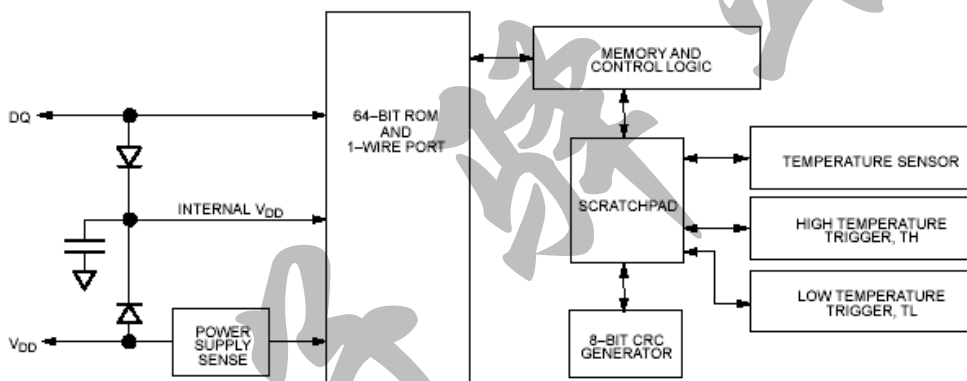 DQ
64–BIT ROM
AND
1–WIRE PORT
INTERNAL VDD
VDD
POWER
SUPPLY
SENSE
MEMORY AND
CONTROL LOGIC
SCRATCHPAD
8–BIT CRC
GENERATOR
TEMPERATURE SENSOR
HIGH TEMPERATURE
TRIGGER, TH
LOW TEMPERATURE
TRIGGER, TL